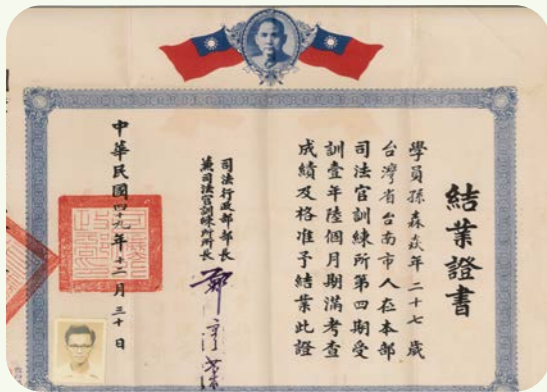 結業證書
學員孫森焱年二十七歲
台灣省台南市人在本部
司法官訓練所第四期受
訓壹年陸個月期滿考查
成績及格准予結業此證
司法行政部部長
兼司法官訓練所所長
中華民國四十九年十二月三十日